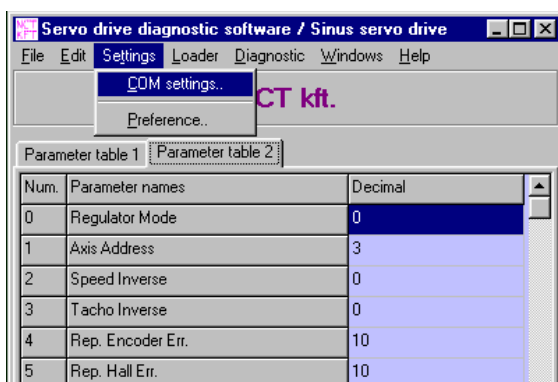 NCT Servo drive diagnostic software / Sinus servo drive
File Edit Settings Loader Diagnostic Windows Help
COM settings..
CT kft.
Preference..
Parameter table 1 Parameter table 2
Num. Parameter names Decimal
0 Regulator Mode 0
1 Axis Address 3
2 Speed Inverse 0
3 Tacho Inverse 0
4 Rep. Encoder Err. 10
5 Rep. Hall Err. 10